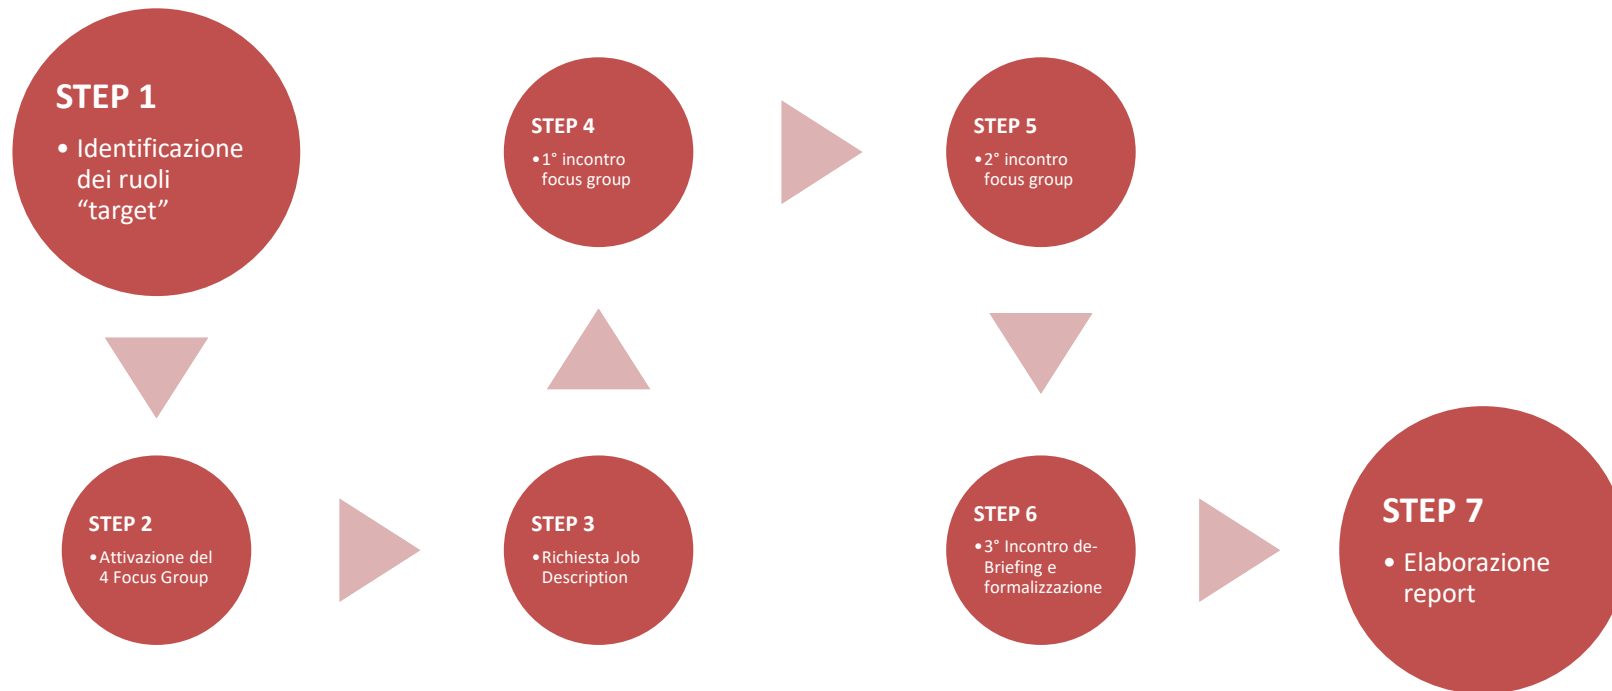 STEP 1
• Identificazione
dei ruoli
“target”
STEP 2
• Attivazione del
4 Focus Group
STEP 3
• Richiesta Job
Description
STEP 4
• 1° incontro
focus group
STEP 5
• 2° incontro
focus group
STEP 6
• 3° Incontro de-
Briefing e
formalizzazione
STEP 7
• Elaborazione
report